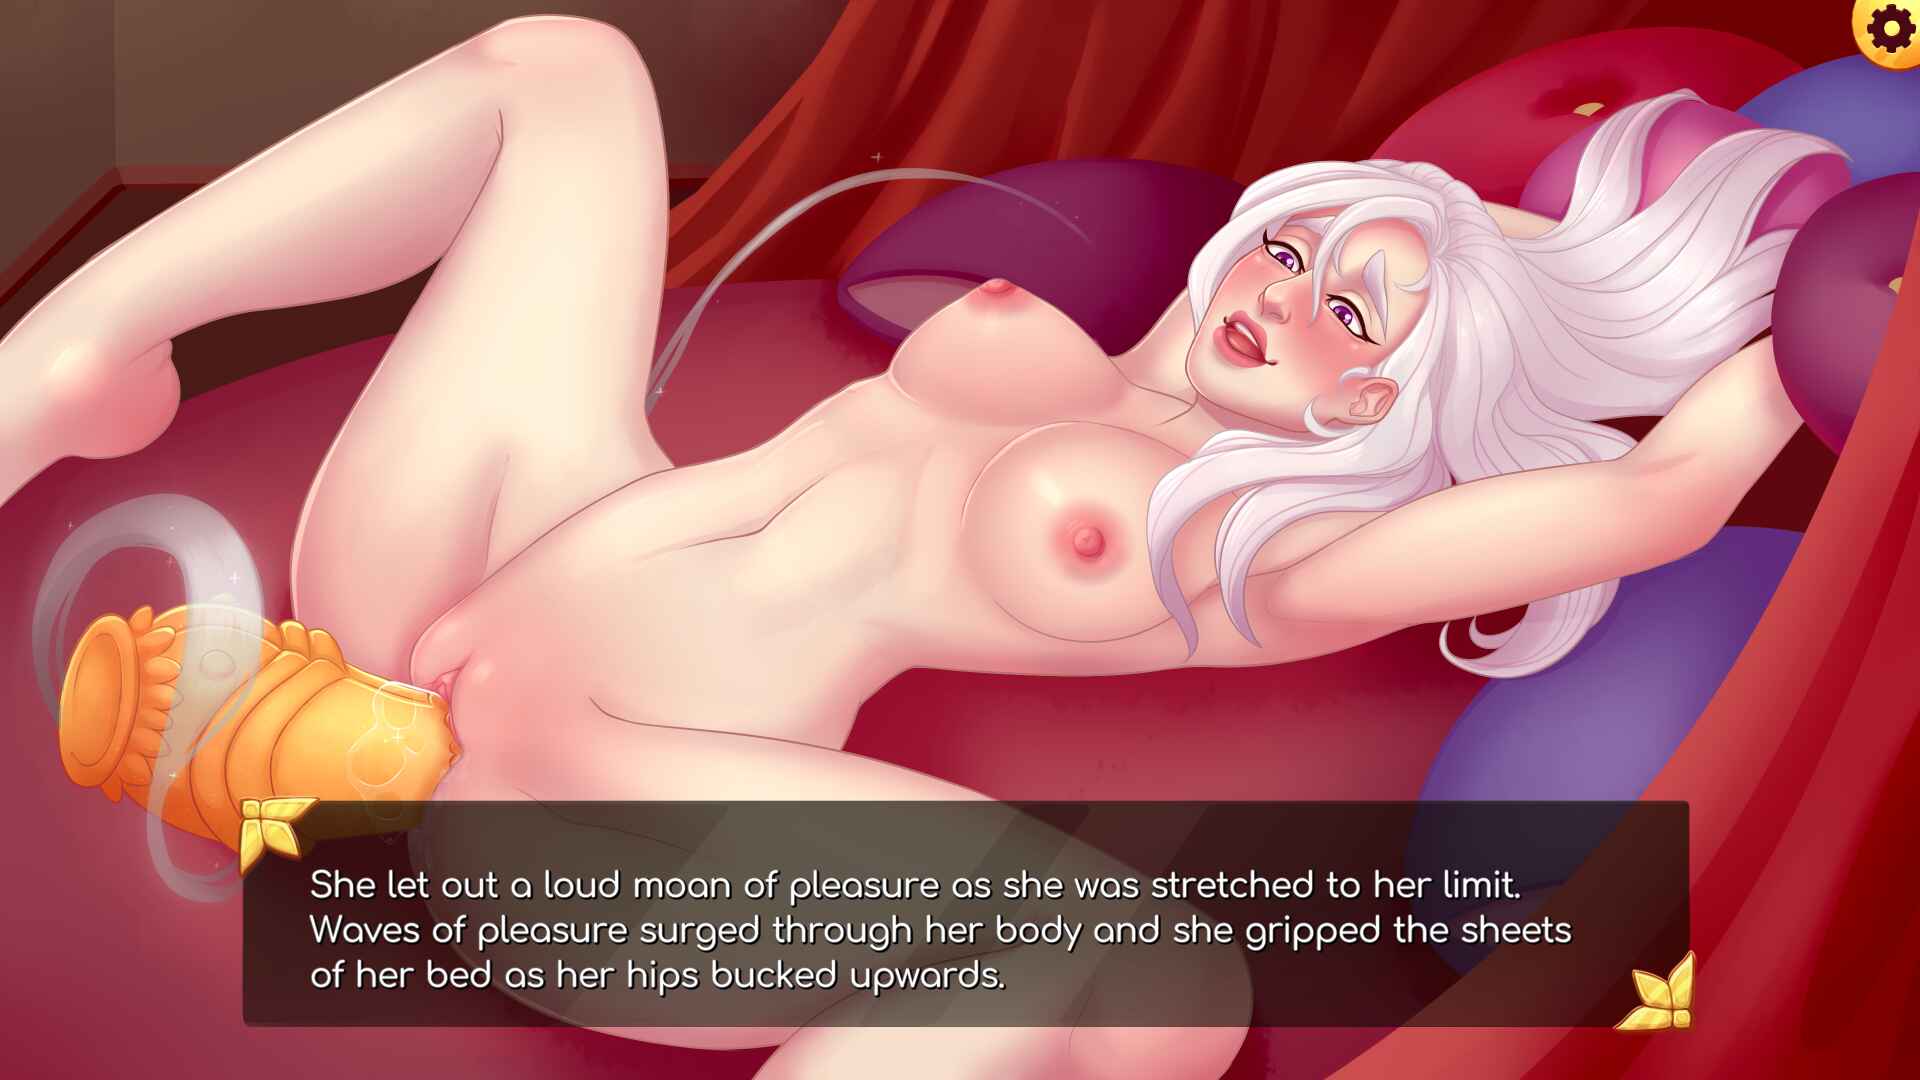 She let out a loud moan of pleasure as she was stretched to her limit.
Waves of pleasure surged through her body and she gripped the sheets
of her bed as her hips bucked upwards.